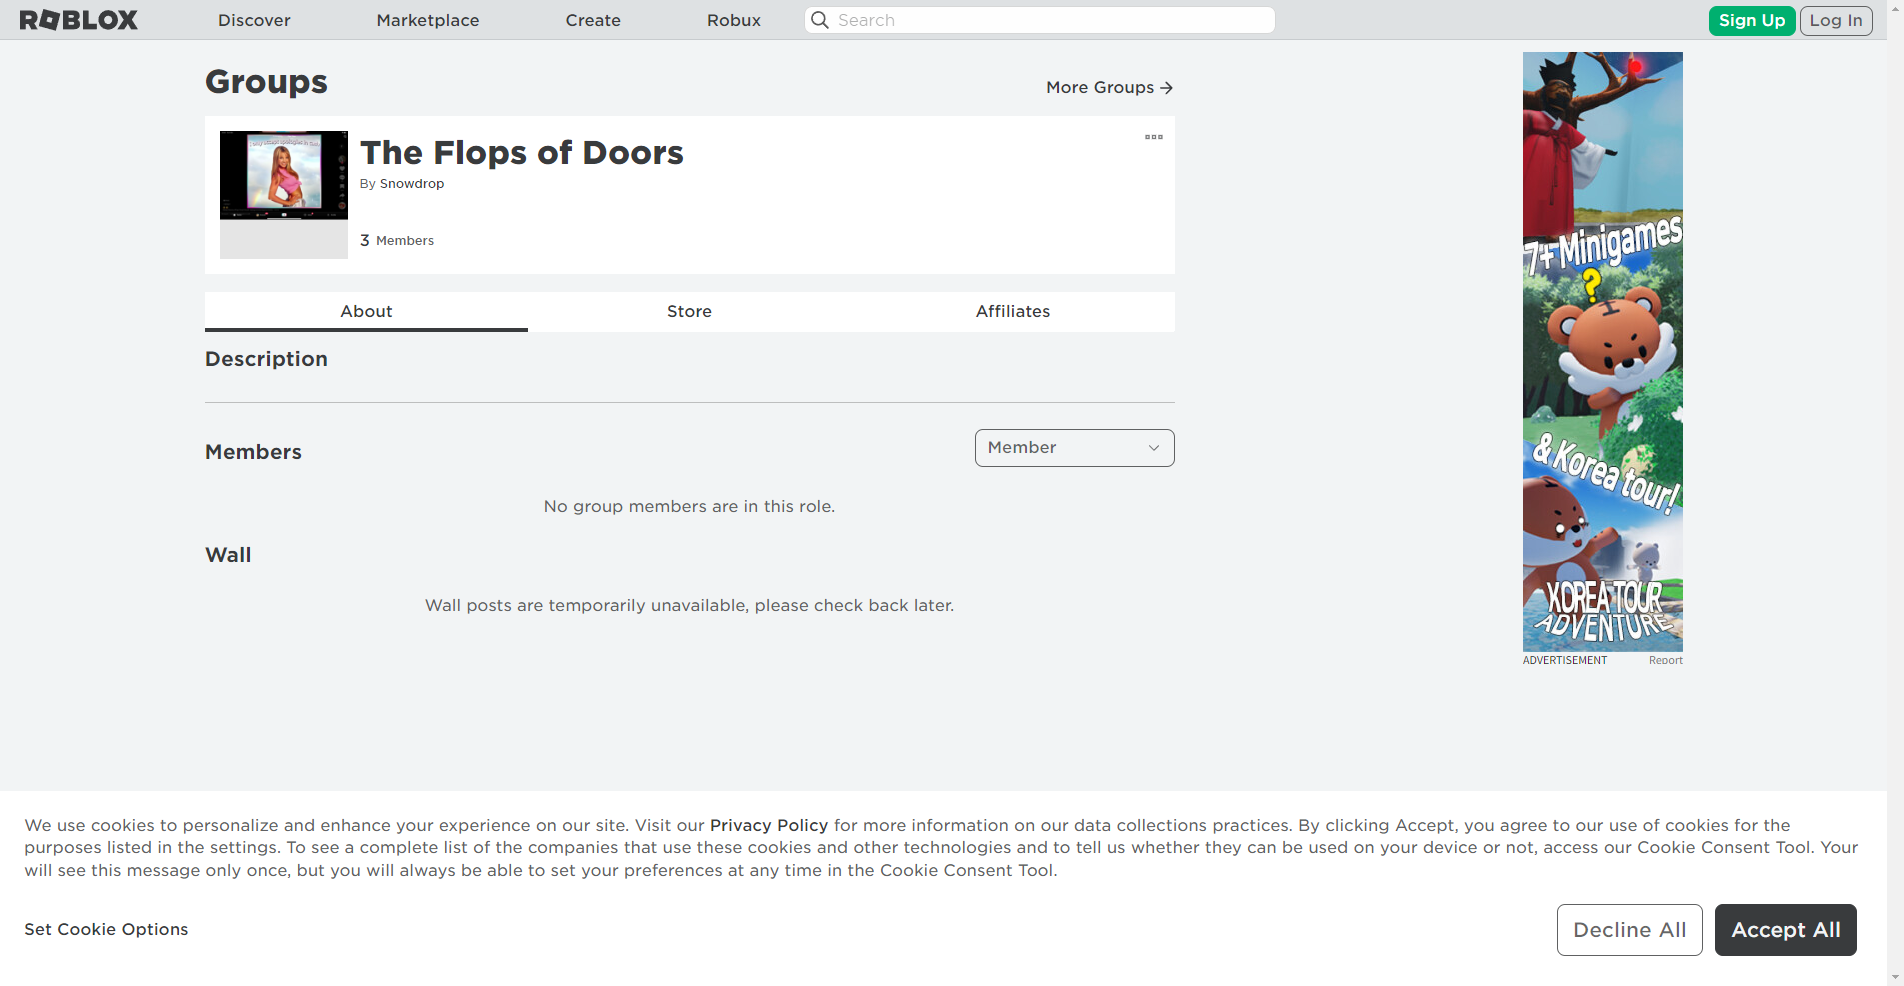 ROBLOX
Discover
Marketplace
Create
Robux
Search
Sign Up
Log In
Groups
More Groups
The Flops of Doors
By Snowdrop
3 Members
About
Store
Affiliates
Description
Members
Member
No group members are in this role.
Wall
Wall posts are temporarily unavailable, please check back later.
7+ Minigames
?
& Korea tour!
KOREA TOUR
ADVENTURE
ADVERTISEMENT
Report
We use cookies to personalize and enhance your experience on our site. Visit our Privacy Policy for more information on our data collections practices. By clicking Accept, you agree to our use of cookies for the
purposes listed in the settings. To see a complete list of the companies that use these cookies and other technologies and to tell us whether they can be used on your device or not, access our Cookie Consent Tool. Your
will see this message only once, but you will always be able to set your preferences at any time in the Cookie Consent Tool.
Set Cookie Options
Decline All
Accept All